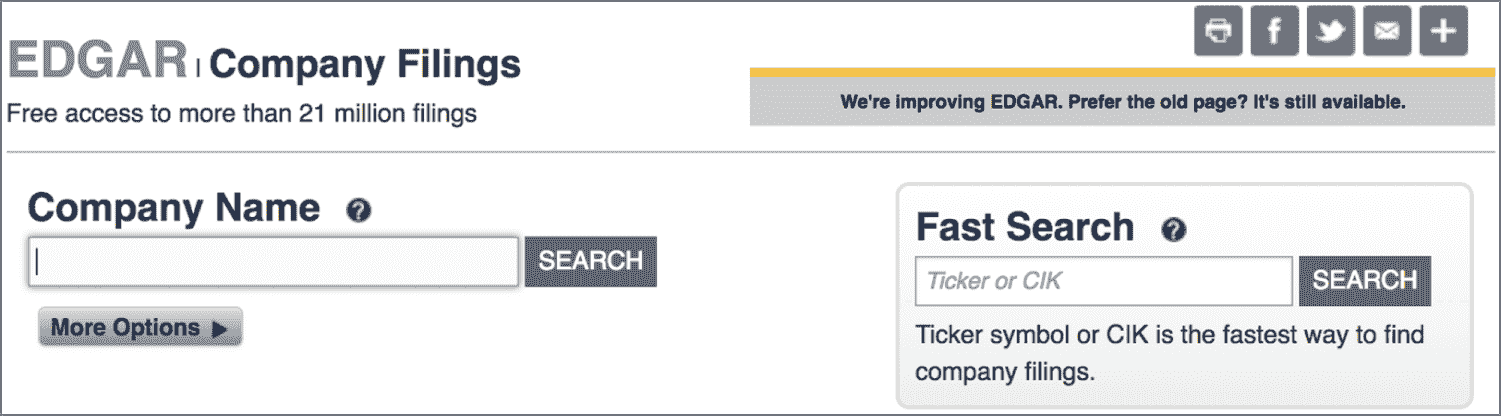 EDGAR | Company Filings
Free access to more than 21 million filings
We're improving EDGAR. Prefer the old page? It's still available.
Company Name ?
SEARCH
More Options ▶
Fast Search ?
Ticker or CIK
SEARCH
Ticker symbol or CIK is the fastest way to find
company filings.